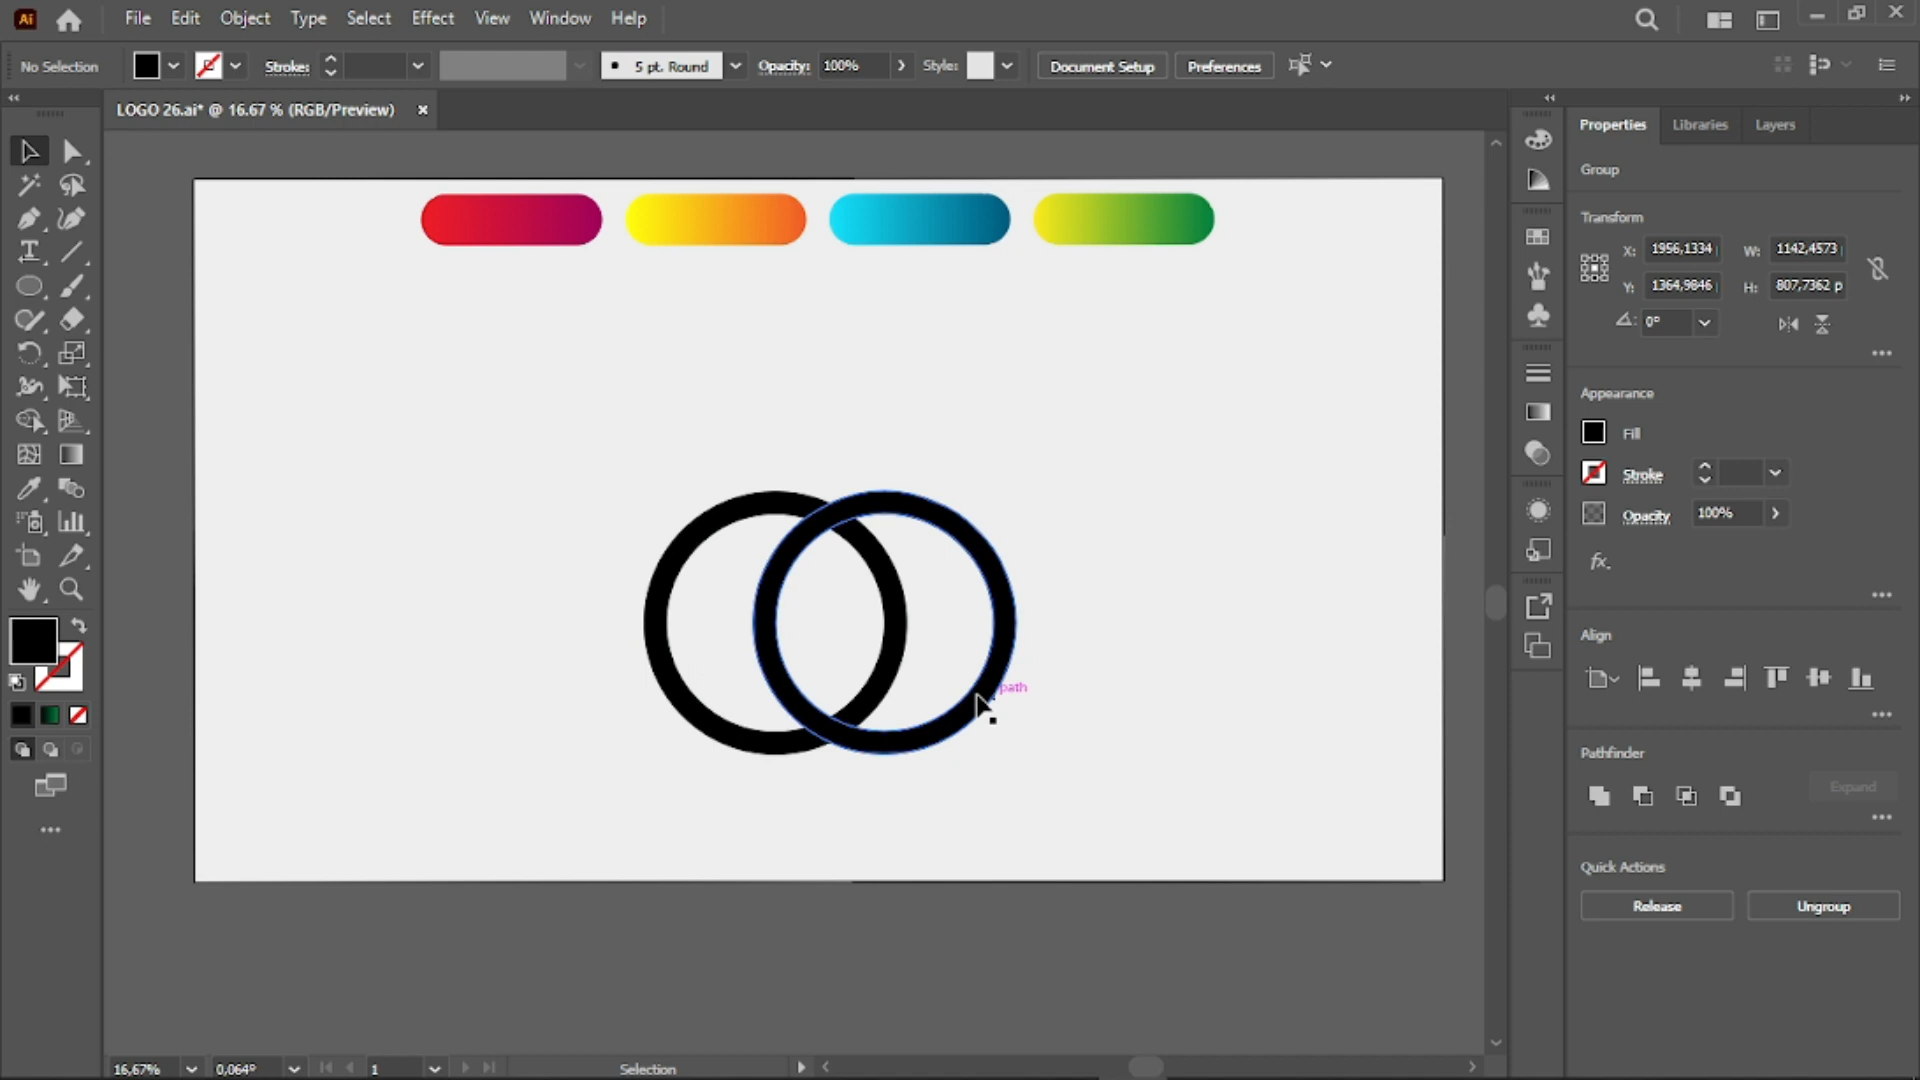 Ai
File Edit Object Type Select Effect View Window Help
No Selection Stroke: 5 pt. Round Opacity: 100% Style: Document Setup Preferences
LOGO 26.ai* @ 16.67 % (RGB/Preview) ×
Properties Libraries Layers
Group
Transform
X: 1956,1334 W: 1142,4573
Y: 1364,9846 H: 807,7362 p
0°
Appearance
Fill
Stroke
Opacity 100%
fx.
path
Align
Pathfinder
Expand
Quick Actions
Release Ungroup
16,67% 0,064° 1 Selection